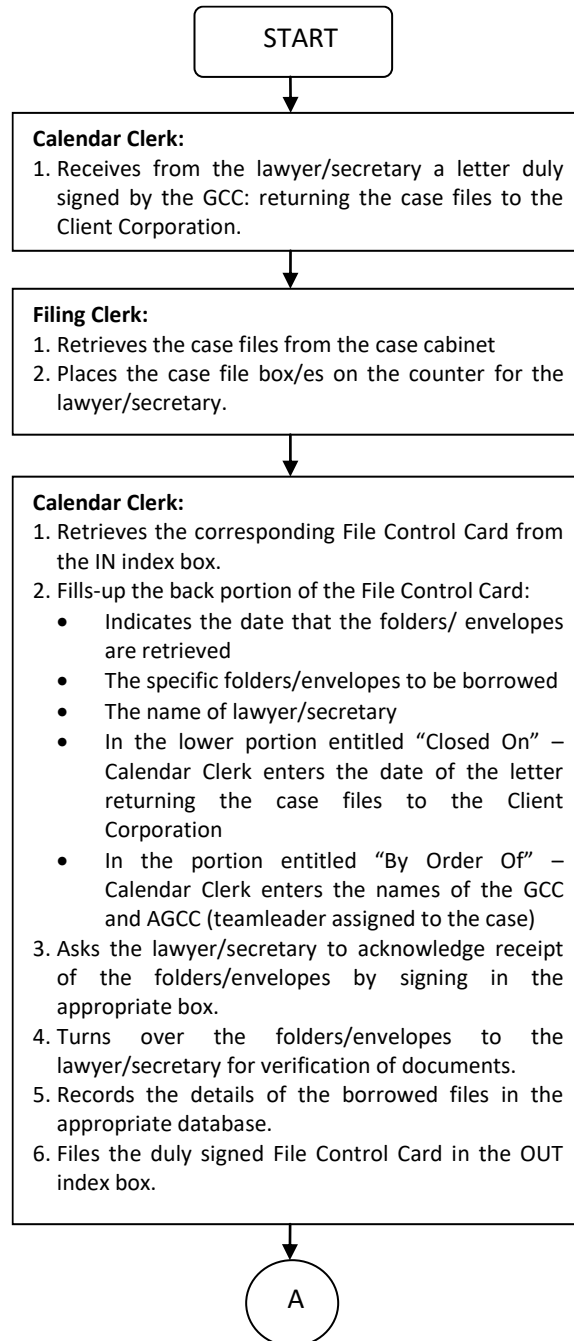 START
Calendar Clerk:
1. Receives from the lawyer/secretary a letter duly
signed by the GCC: returning the case files to the
Client Corporation.
Filing Clerk:
1. Retrieves the case files from the case cabinet
2. Places the case file box/es on the counter for the
lawyer/secretary.
Calendar Clerk:
1. Retrieves the corresponding File Control Card from
the IN index box.
2. Fills-up the back portion of the File Control Card:
• Indicates the date that the folders/ envelopes
are retrieved
• The specific folders/envelopes to be borrowed
• The name of lawyer/secretary
• In the lower portion entitled “Closed On” –
Calendar Clerk enters the date of the letter
returning the case files to the Client
Corporation
• In the portion entitled “By Order Of” –
Calendar Clerk enters the names of the GCC
and AGCC (teamleader assigned to the case)
3. Asks the lawyer/secretary to acknowledge receipt
of the folders/envelopes by signing in the
appropriate box.
4. Turns over the folders/envelopes to the
lawyer/secretary for verification of documents.
5. Records the details of the borrowed files in the
appropriate database.
6. Files the duly signed File Control Card in the OUT
index box.
A